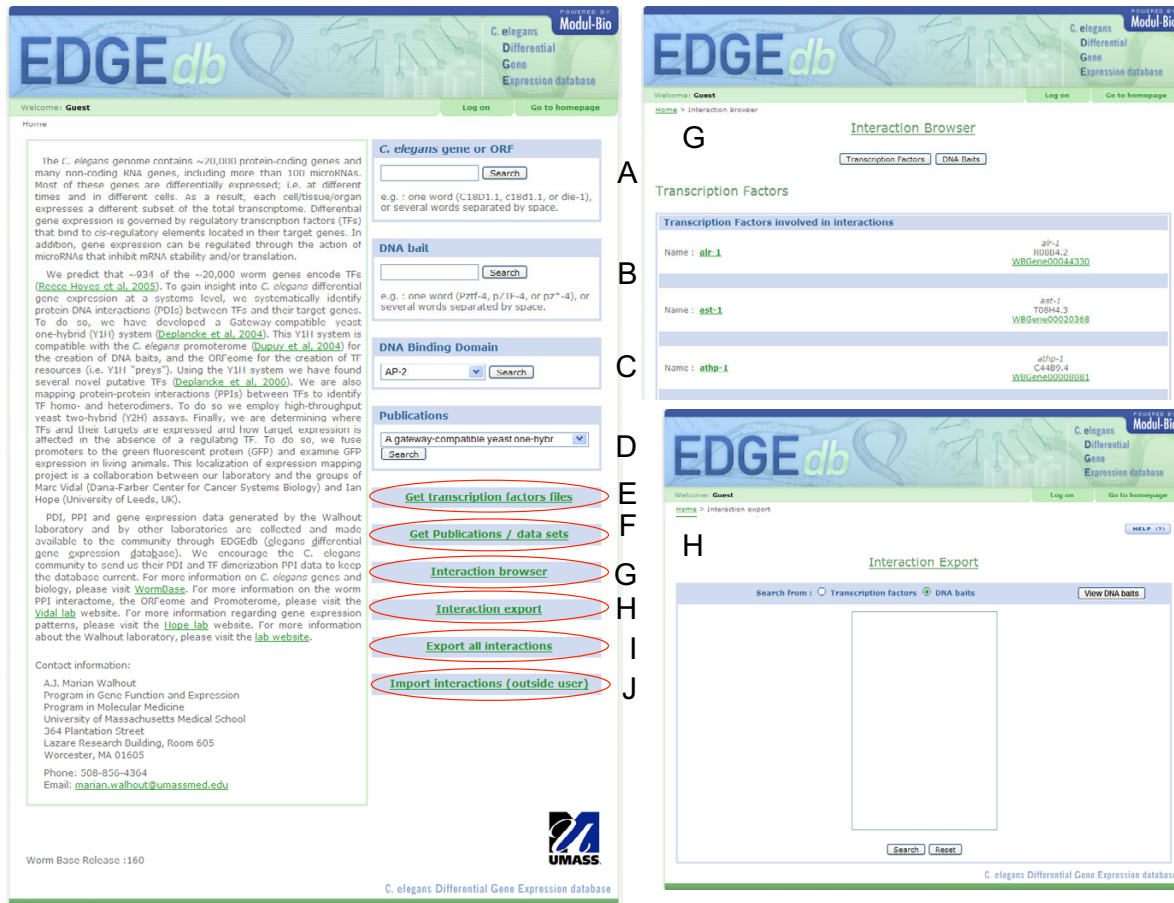 POWERED BY
Modul-Bio
EDGEdb
C. elegans
Differential
Gene
Expression database
Welcome: Guest
Log on
Go to homepage
Home
The C. elegans genome contains ~20,000 protein-coding genes and
many non-coding RNA genes, including more than 100 microRNAs.
Most of these genes are differentially expressed; i.e. at different
times and in different cells. As a result, each cell/tissue/organ
expresses a different subset of the total transcriptome. Differential
gene expression is governed by regulatory transcription factors (TFs)
that bind to cis-regulatory elements located in their target genes. In
addition, gene expression can be regulated through the action of
microRNAs that inhibit mRNA stability and/or translation.
We predict that ~934 of the ~20,000 worm genes encode TFs
(Reece Hoyes et al, 2005). To gain insight into C. elegans differential
gene expression at a systems level, we systematically identify
protein-DNA interactions (PDIs) between TFs and their target genes.
To do so, we have developed a Gateway-compatible yeast
one-hybrid (Y1H) system (Deplancke et al, 2004). This Y1H system is
compatible with the C. elegans promoterome (Dupuy et al, 2004) for
the creation of DNA baits, and the ORFeome for the creation of TF
resources (i.e. Y1H "preys"). Using the Y1H system we have found
several novel putative TFs (Deplancke et al, 2006). We are also
mapping protein-protein interactions (PPIs) between TFs to identify
TF homo- and heterodimers. To do so we employ high-throughput
yeast two-hybrid (Y2H) assays. Finally, we are determining where
TFs and their targets are expressed and how target expression is
affected in the absence of a regulating TF. To do so, we fuse
promoters to the green fluorescent protein (GFP) and examine GFP
expression in living animals. This localization of expression mapping
project is a collaboration between our laboratory and the groups of
Marc Vidal (Dana-Farber Center for Cancer Systems Biology) and Ian
Hope (University of Leeds, UK).
PDI, PPI and gene expression data generated by the Walhout
laboratory and by other laboratories are collected and made
available to the community through EDGEdb (elegans differential
gene expression database). We encourage the C. elegans
community to send us their PDI and TF dimerization PPI data to keep
the database current. For more information on C. elegans genes and
biology, please visit WormBase. For more information on the worm
PPI interactome, the ORFeome and Promoterome, please visit the
Vidal lab website. For more information regarding gene expression
patterns, please visit the Hope lab website. For more information
about the Walhout laboratory, please visit the lab website.
Contact information:
A.J. Marian Walhout
Program in Gene Function and Expression
Program in Molecular Medicine
University of Massachusetts Medical School
364 Plantation Street
Lazare Research Building, Room 605
Worcester, MA 01605
Phone: 508-856-4364
Email: marian.walhout@umassmed.edu
C. elegans gene or ORF
Search
A
e.g. : one word (C18D1.1, c18d1.1, or die-1),
or several words separated by space.
DNA bait
Search
B
e.g. : one word (Pztf-4, pZTF-4, or pz*-4), or
several words separated by space.
DNA Binding Domain
AP-2
Search
C
Publications
A gateway-compatible yeast one-hybr...
Search
D
Get transcription factors files
E
Get Publications / data sets
F
Interaction browser
G
Interaction export
H
Export all interactions
I
Import interactions (outside user)
J
UMASS.
Worm Base Release :160
C. elegans Differential Gene Expression database
POWERED BY
Modul-Bio
EDGEdb
C. elegans
Differential
Gene
Expression database
Welcome: Guest
Log on
Go to homepage
Home > Interaction Browser
G
Interaction Browser
Transcription Factors
DNA Baits
Transcription Factors
Transcription Factors involved in interactions
Name : alr-1
alr-1
R08B4.2
WBGene00044330
Name : ast-1
ast-1
T08H4.3
WBGene00020368
Name : athp-1
athp-1
C44B9.4
WBGene00008081
POWERED BY
Modul-Bio
EDGEdb
C. elegans
Differential
Gene
Expression database
Welcome: Guest
Log on
Go to homepage
Home > Interaction export
HELP (?)
H
Interaction Export
Search from : Transcription factors DNA baits
View DNA baits
Search
Reset
C. elegans Differential Gene Expression database